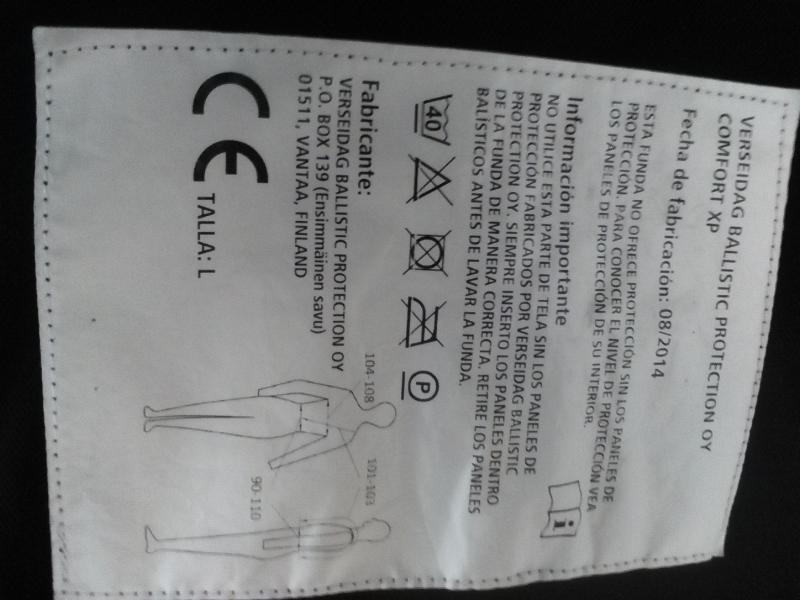 VERSEIDAG BALLISTIC PROTECTION OY
COMFORT XP
Fecha de fabricación: 08/2014
ESTA FUNDA NO OFRECE PROTECCIÓN SIN LOS PANELES DE
PROTECCIÓN. PARA CONOCER EL NIVEL DE PROTECCIÓN VEA
LOS PANELES DE PROTECCIÓN DE SU INTERIOR.
Información importante
NO UTILICE ESTA PARTE DE TELA SIN LOS PANELES DE
PROTECCIÓN FABRICADOS POR VERSEIDAG BALLISTIC
PROTECTION OY. SIEMPRE INSERTO LOS PANELES DENTRO
DE LA FUNDA DE MANERA CORRECTA. RETIRE LOS PANELES
BALÍSTICOS ANTES DE LAVAR LA FUNDA.
40
P
Fabricante:
VERSEIDAG BALLISTIC PROTECTION OY
P.O. BOX 139 (Ensimmäinen savu)
01511, VANTAA, FINLAND
104-108
101-103
90-110
CE TALLA: L